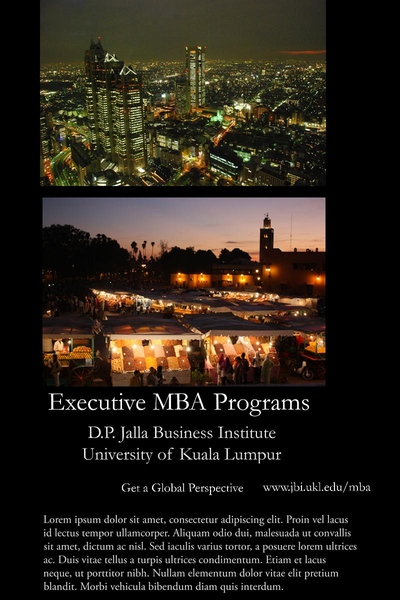 Executive MBA Programs
D.P. Jalla Business Institute
University of Kuala Lumpur
Get a Global Perspective www.jbi.ukl.edu/mba
Lorem ipsum dolor sit amet, consectetur adipiscing elit. Proin vel lacus
id lectus tempor ullamcorper. Aliquam odio dui, malesuada ut convallis
sit amet, dictum ac nisl. Sed iaculis varius tortor, a posuere lorem ultrices
ac. Duis vitae tellus a turpis ultrices condimentum. Etiam et lacus
neque, ut porttitor nibh. Nullam elementum dolor vitae elit pretium
blandit. Morbi vehicula bibendum diam quis interdum.